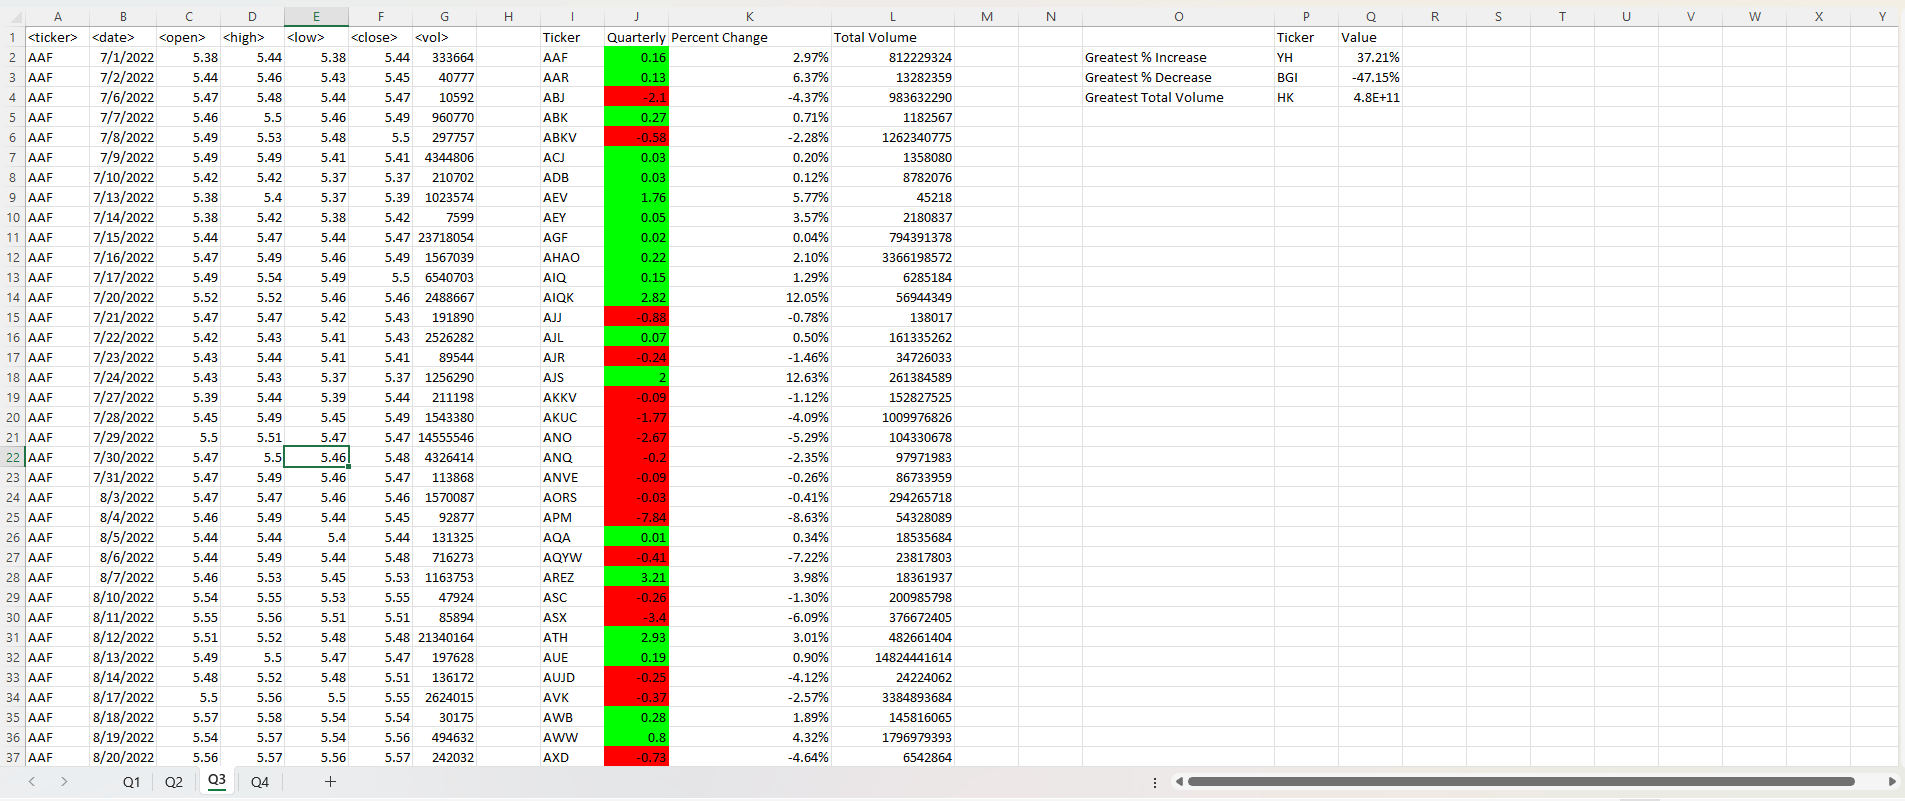 A B C D E F G H I J K L M N O P Q R S T U V W X Y
1 <ticker> <date> <open> <high> <low> <close> <vol> Ticker Quarterly Percent Change Total Volume Ticker Value
2 AAF 7/1/2022 5.38 5.44 5.38 5.44 333664 AAF 0.16 2.97% 812229324 Greatest % Increase YH 37.21%
3 AAF 7/2/2022 5.44 5.46 5.43 5.45 40777 AAR 0.13 6.37% 13282359 Greatest % Decrease BGI -47.15%
4 AAF 7/6/2022 5.47 5.48 5.44 5.47 10592 ABJ -2.1 -4.37% 983632290 Greatest Total Volume HK 4.8E+11
5 AAF 7/7/2022 5.46 5.5 5.46 5.49 960770 ABK 0.27 0.71% 1182567
6 AAF 7/8/2022 5.49 5.53 5.48 5.5 297757 ABKV -0.58 -2.28% 1262340775
7 AAF 7/9/2022 5.49 5.49 5.41 5.41 4344806 ACJ 0.03 0.20% 1358080
8 AAF 7/10/2022 5.42 5.42 5.37 5.37 210702 ADB 0.03 0.12% 8782076
9 AAF 7/13/2022 5.38 5.4 5.37 5.39 1023574 AEV 1.76 5.77% 45218
10 AAF 7/14/2022 5.38 5.42 5.38 5.42 7599 AEY 0.05 3.57% 2180837
11 AAF 7/15/2022 5.44 5.47 5.44 5.47 23718054 AGF 0.02 0.04% 794391378
12 AAF 7/16/2022 5.47 5.49 5.46 5.49 1567039 AHAO 0.22 2.10% 3366198572
13 AAF 7/17/2022 5.49 5.54 5.49 5.5 6540703 AIQ 0.15 1.29% 6285184
14 AAF 7/20/2022 5.52 5.52 5.46 5.46 2488667 AIQK 2.82 12.05% 56944349
15 AAF 7/21/2022 5.47 5.47 5.42 5.43 191890 AJJ -0.88 -0.78% 138017
16 AAF 7/22/2022 5.42 5.43 5.41 5.43 2526282 AJL 0.07 0.50% 161335262
17 AAF 7/23/2022 5.43 5.44 5.41 5.41 89544 AJR -0.24 -1.46% 34726033
18 AAF 7/24/2022 5.43 5.43 5.37 5.37 1256290 AJS 2 12.63% 261384589
19 AAF 7/27/2022 5.39 5.44 5.39 5.44 211198 AKKV -0.09 -1.12% 152827525
20 AAF 7/28/2022 5.45 5.49 5.45 5.49 1543380 AKUC -1.77 -4.09% 1009976826
21 AAF 7/29/2022 5.5 5.51 5.47 5.47 14555546 ANO -2.67 -5.29% 104330678
22 AAF 7/30/2022 5.47 5.5 5.46 5.48 4326414 ANQ -0.2 -2.35% 97971983
23 AAF 7/31/2022 5.47 5.49 5.46 5.47 113868 ANVE -0.09 -0.26% 86733959
24 AAF 8/3/2022 5.47 5.47 5.46 5.46 1570087 AORS -0.03 -0.41% 294265718
25 AAF 8/4/2022 5.46 5.49 5.44 5.45 92877 APM -7.84 -8.63% 54328089
26 AAF 8/5/2022 5.44 5.44 5.4 5.44 131325 AQA 0.01 0.34% 18535684
27 AAF 8/6/2022 5.44 5.49 5.44 5.48 716273 AQYW -0.41 -7.22% 23817803
28 AAF 8/7/2022 5.46 5.53 5.45 5.53 1163753 AREZ 3.21 3.98% 18361937
29 AAF 8/10/2022 5.54 5.55 5.53 5.55 47924 ASC -0.26 -1.30% 200985798
30 AAF 8/11/2022 5.55 5.56 5.51 5.51 85894 ASX -3.4 -6.09% 376672405
31 AAF 8/12/2022 5.51 5.52 5.48 5.48 21340164 ATH 2.93 3.01% 482661404
32 AAF 8/13/2022 5.49 5.5 5.47 5.47 197628 AUE 0.19 0.90% 14824441614
33 AAF 8/14/2022 5.48 5.52 5.48 5.51 136172 AUJD -0.25 -4.12% 24224062
34 AAF 8/17/2022 5.5 5.56 5.5 5.55 2624015 AVK -0.37 -2.57% 3384893684
35 AAF 8/18/2022 5.57 5.58 5.54 5.54 30175 AWB 0.28 1.89% 145816065
36 AAF 8/19/2022 5.54 5.57 5.54 5.56 494632 AWW 0.8 4.32% 1796979393
37 AAF 8/20/2022 5.56 5.57 5.56 5.57 242032 AXD -0.73 -4.64% 6542864
Q1 Q2 Q3 Q4 +